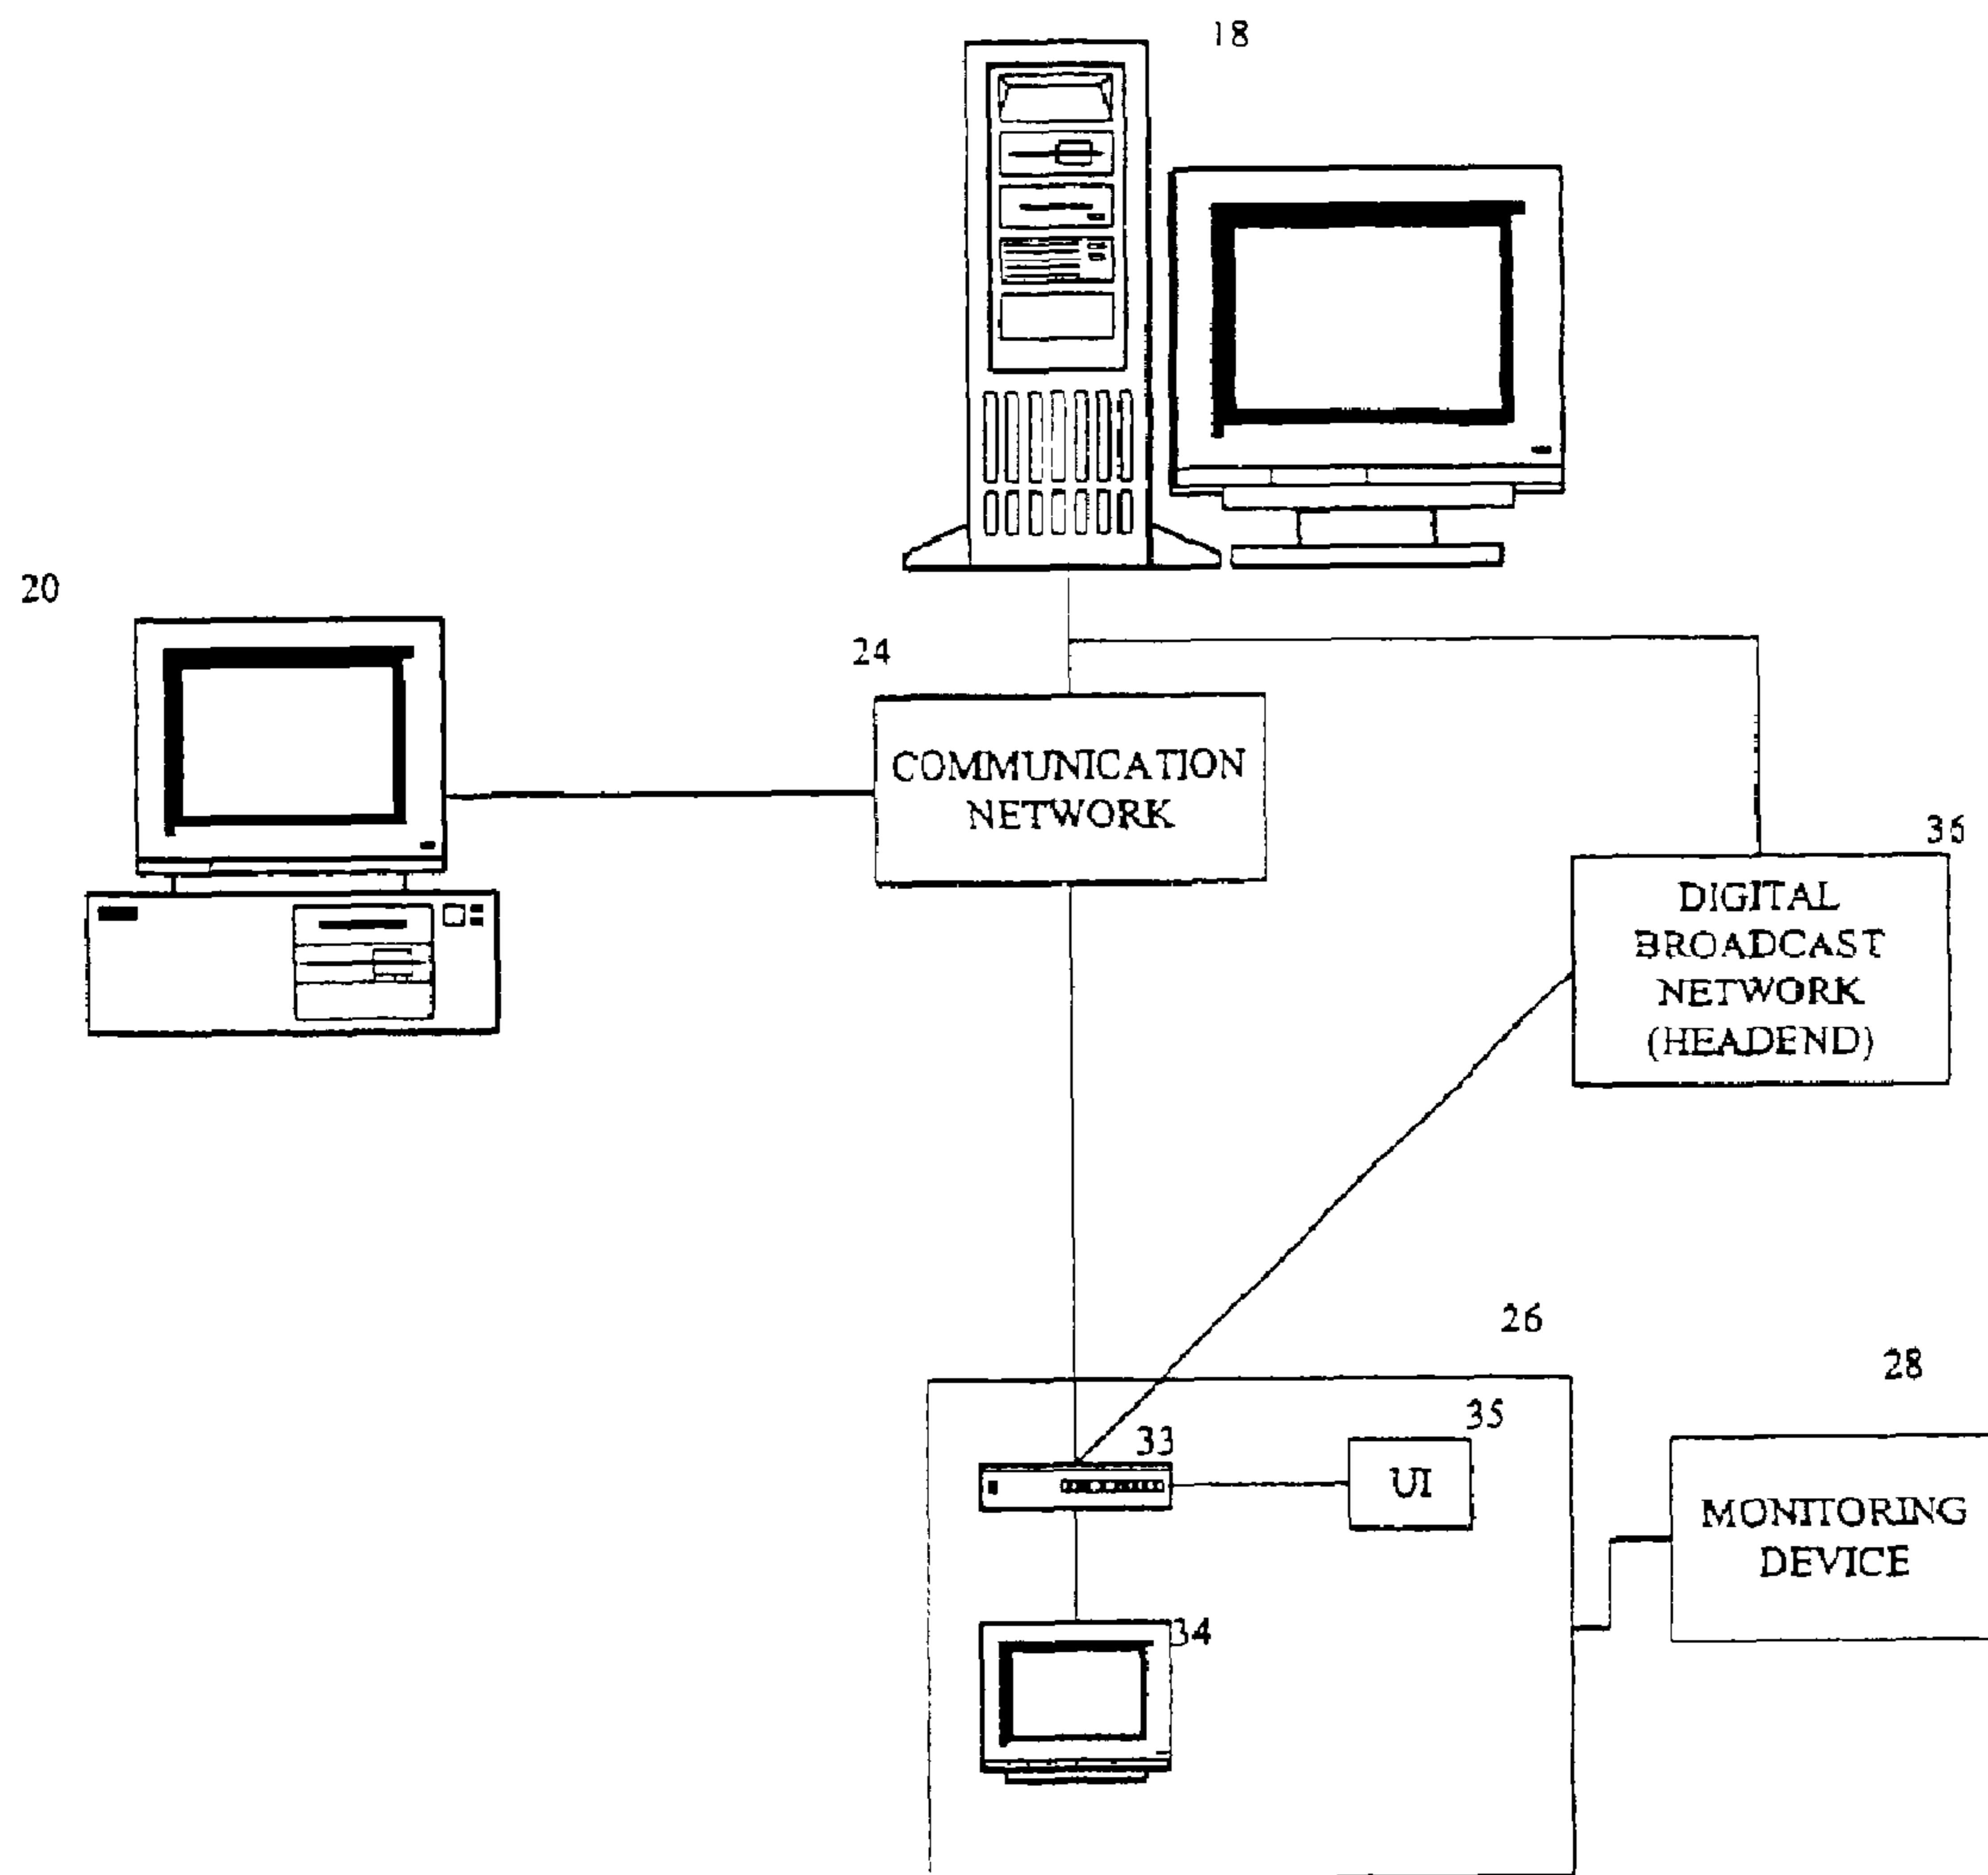 18
20
24
COMMUNICATION
NETWORK
36
DIGITAL
BROADCAST
NETWORK
(HEADEND)
26
28
35
33
UI
MONITORING
DEVICE
34